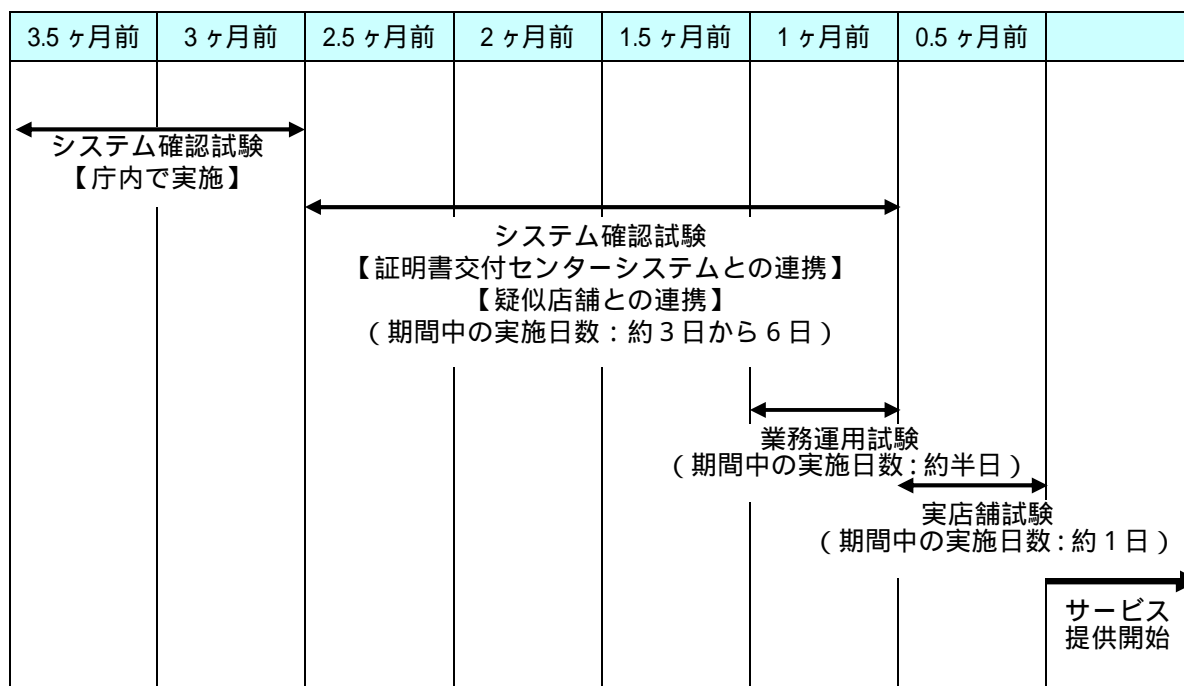 3.5 ヶ月前 3 ヶ月前 2.5 ヶ月前 2 ヶ月前 1.5 ヶ月前 1 ヶ月前 0.5 ヶ月前
システム確認試験
【庁内で実施】
システム確認試験
【証明書交付センターシステムとの連携】
【疑似店舗との連携】
（期間中の実施日数：約３日から６日）
業務運用試験
（期間中の実施日数：約半日）
実店舗試験
（期間中の実施日数：約１日）
サービス
提供開始